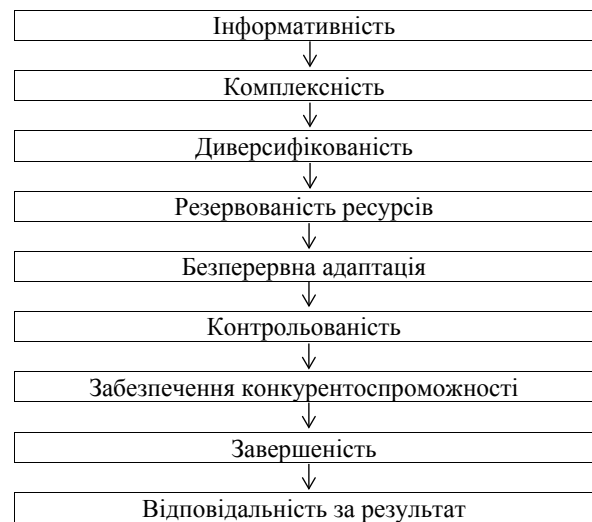 Інформативність
Комплексність
Диверсифікованість
Резервованість ресурсів
Безперервна адаптація
Контрольованість
Забезпечення конкурентоспроможності
Завершеність
Відповідальність за результат